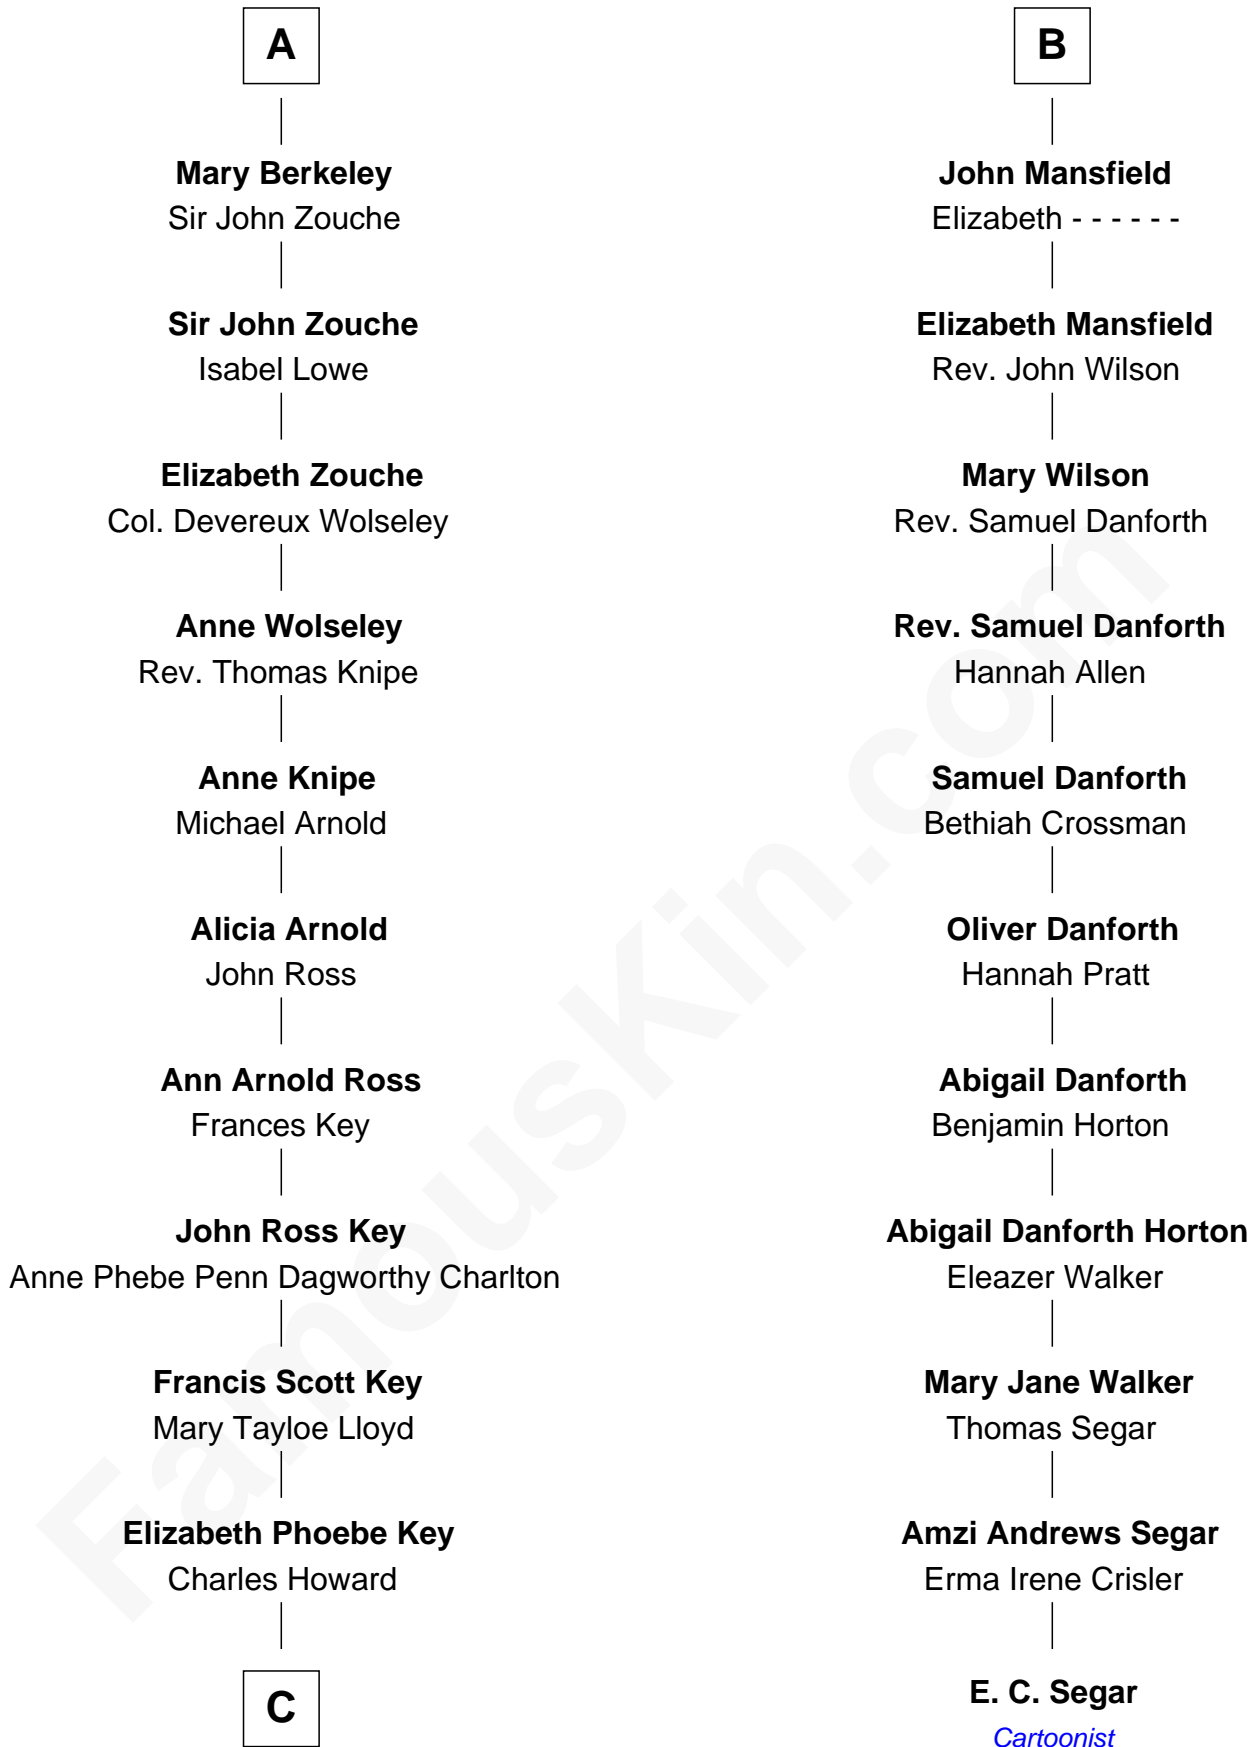 A
Mary Berkeley
Sir John Zouche
Sir John Zouche
Isabel Lowe
Elizabeth Zouche
Col. Devereux Wolseley
Anne Wolseley
Rev. Thomas Knipe
Anne Knipe
Michael Arnold
Alicia Arnold
John Ross
Ann Arnold Ross
Frances Key
John Ross Key
Anne Phebe Penn Dagworthy Charlton
Francis Scott Key
Mary Tayloe Lloyd
Elizabeth Phoebe Key
Charles Howard
C
B
John Mansfield
Elizabeth - - - - - -
Elizabeth Mansfield
Rev. John Wilson
Mary Wilson
Rev. Samuel Danforth
Rev. Samuel Danforth
Hannah Allen
Samuel Danforth
Bethiah Crossman
Oliver Danforth
Hannah Pratt
Abigail Danforth
Benjamin Horton
Abigail Danforth Horton
Eleazer Walker
Mary Jane Walker
Thomas Segar
Amzi Andrews Segar
Erma Irene Crisler
E. C. Segar
Cartoonist
FamousKin.com